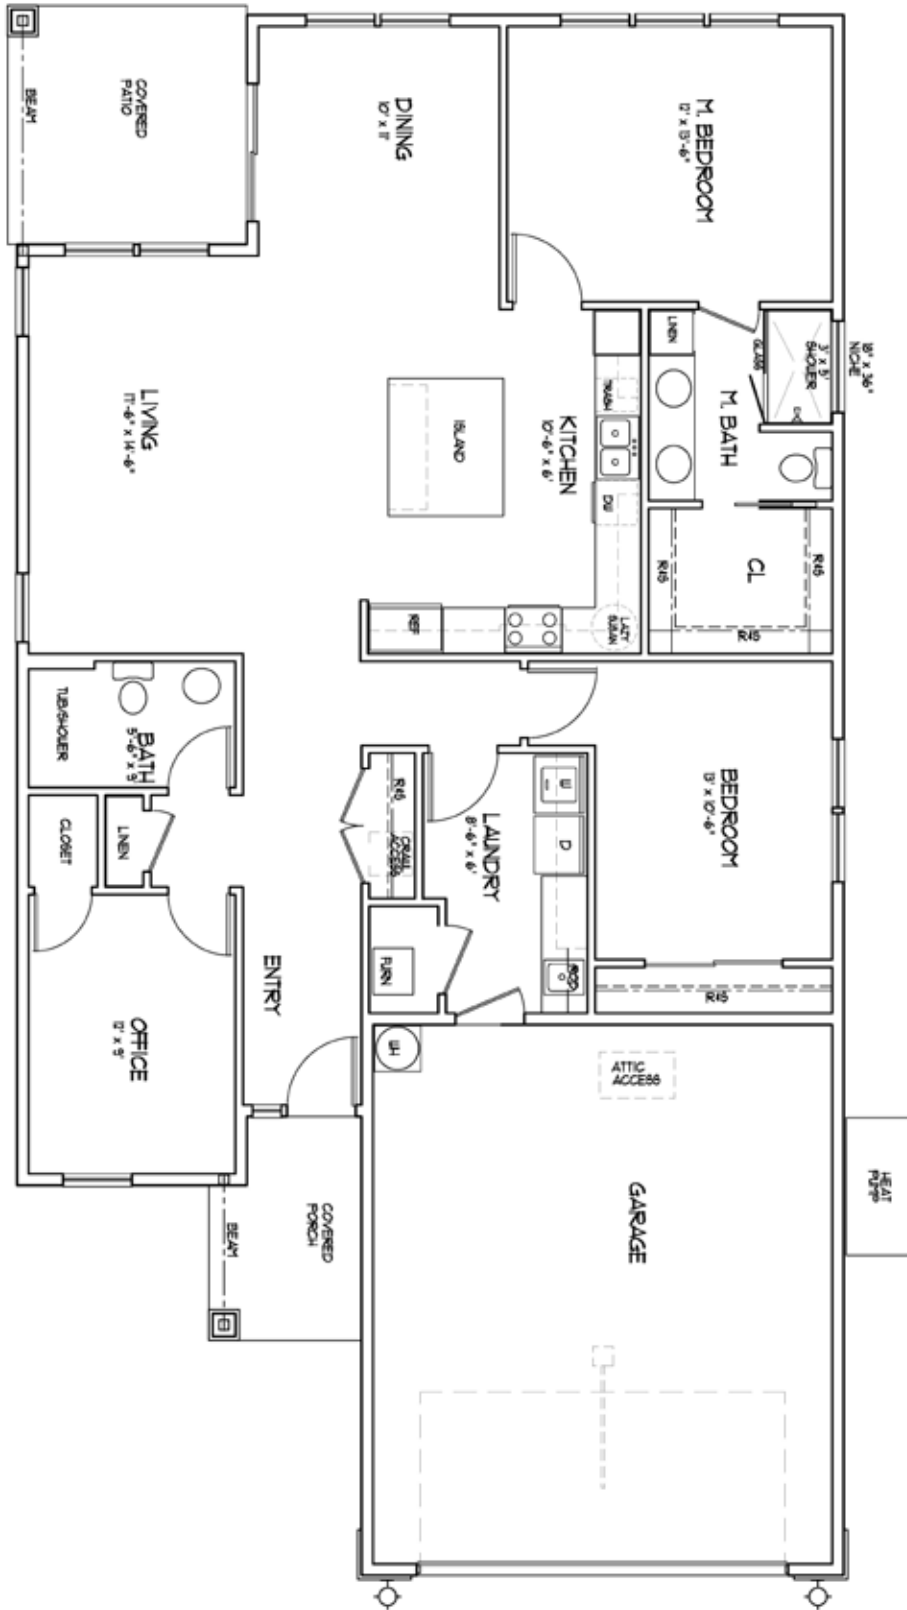 BEAM
COVERED
PATIO
DINING
10' x 11'
M. BEDROOM
12' x 13'-6"
18" x 36"
NICHE
3' x 5'
SHOWER
GLASS
LINEN
M. BATH
TRASH
KITCHEN
10'-6" x 6'
ISLAND
DW
LIVING
17'-6" x 14'-6"
R&S
CL
R&S
R&S
LAZY
SUSAN
REF
TUB/SHOWER
BATH
5'-6" x 9'
R&S
CRAWL
ACCESS
W
D
LAUNDRY
8'-6" x 6'
BEDROOM
13' x 10'-6"
CLOSET
LINEN
ENTRY
FURN
R&S
OFFICE
12' x 9'
WH
ATTIC
ACCESS
GARAGE
HEAT
PUMP
COVERED
PORCH
BEAM